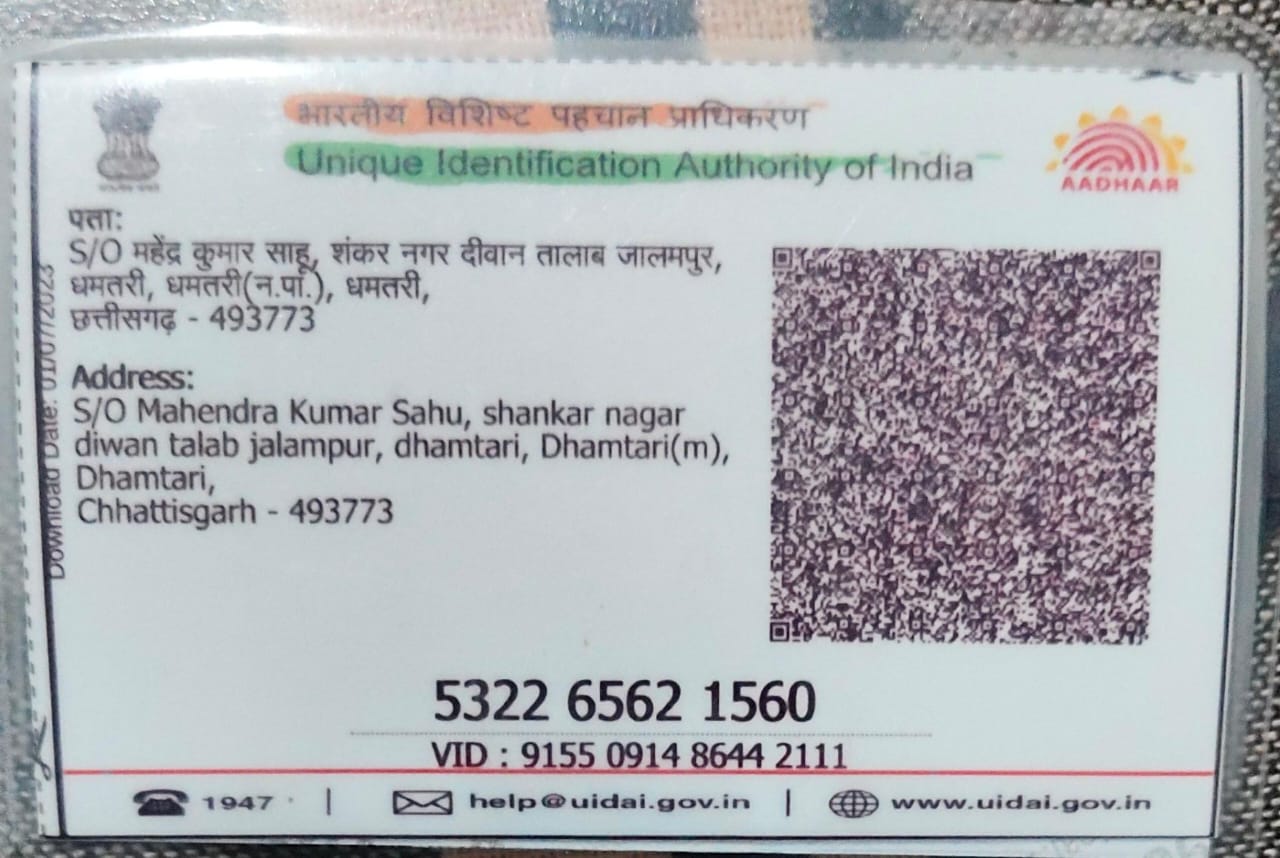 भारतीय विशिष्ट पहचान प्राधिकरण
Unique Identification Authority of India
AADHAAR
पता:
S/O महेंद्र कुमार साहू, शंकर नगर दीवान तालाब जालमपुर,
धमतरी, धमतरी(न.पा.), धमतरी,
छत्तीसगढ़ - 493773
Address:
S/O Mahendra Kumar Sahu, shankar nagar
diwan talab jalampur, dhamtari, Dhamtari(m),
Dhamtari,
Chhattisgarh - 493773
Download Date: 01/07/2023
5322 6562 1560
VID : 9155 0914 8644 2111
1947 | help@uidai.gov.in | www.uidai.gov.in